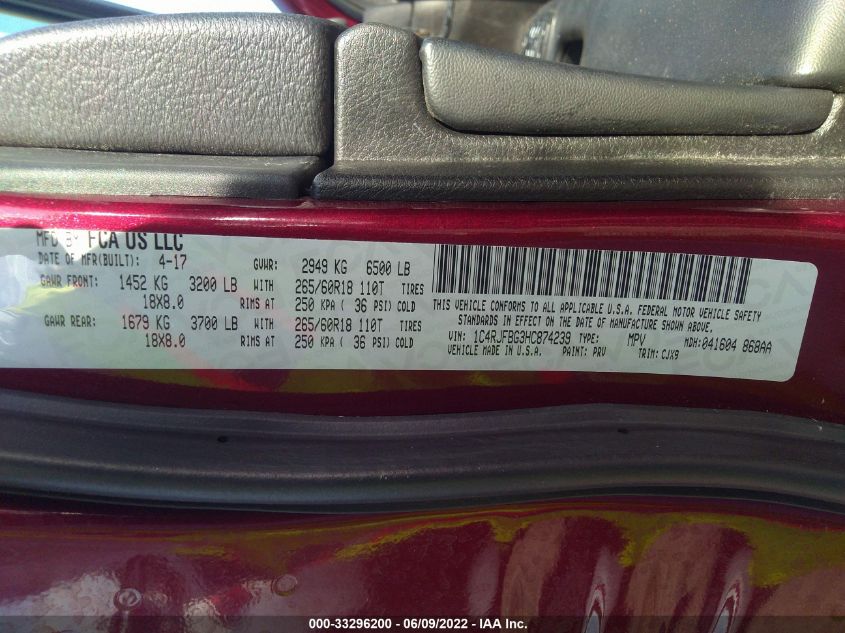 MFD BY FCA US LLC
DATE OF MFR(BUILT): 4-17 GVWR: 2949 KG 6500 LB
GAWR FRONT: 1452 KG 3200 LB WITH 265/60R18 110T TIRES
18X8.0 RIMS AT 250 KPA ( 36 PSI) COLD
GAWR REAR: 1679 KG 3700 LB WITH 265/60R18 110T TIRES
18X8.0 RIMS AT 250 KPA ( 36 PSI) COLD
THIS VEHICLE CONFORMS TO ALL APPLICABLE U.S.A. FEDERAL MOTOR VEHICLE SAFETY
STANDARDS IN EFFECT ON THE DATE OF MANUFACTURE SHOWN ABOVE.
VIN: 1C4RJFBG3HC874239 TYPE: MPV MDH: 041604 868AA
VEHICLE MADE IN U.S.A. PAINT: PRV TRIM: CJX9
000-33296200 - 06/09/2022 - IAA Inc.